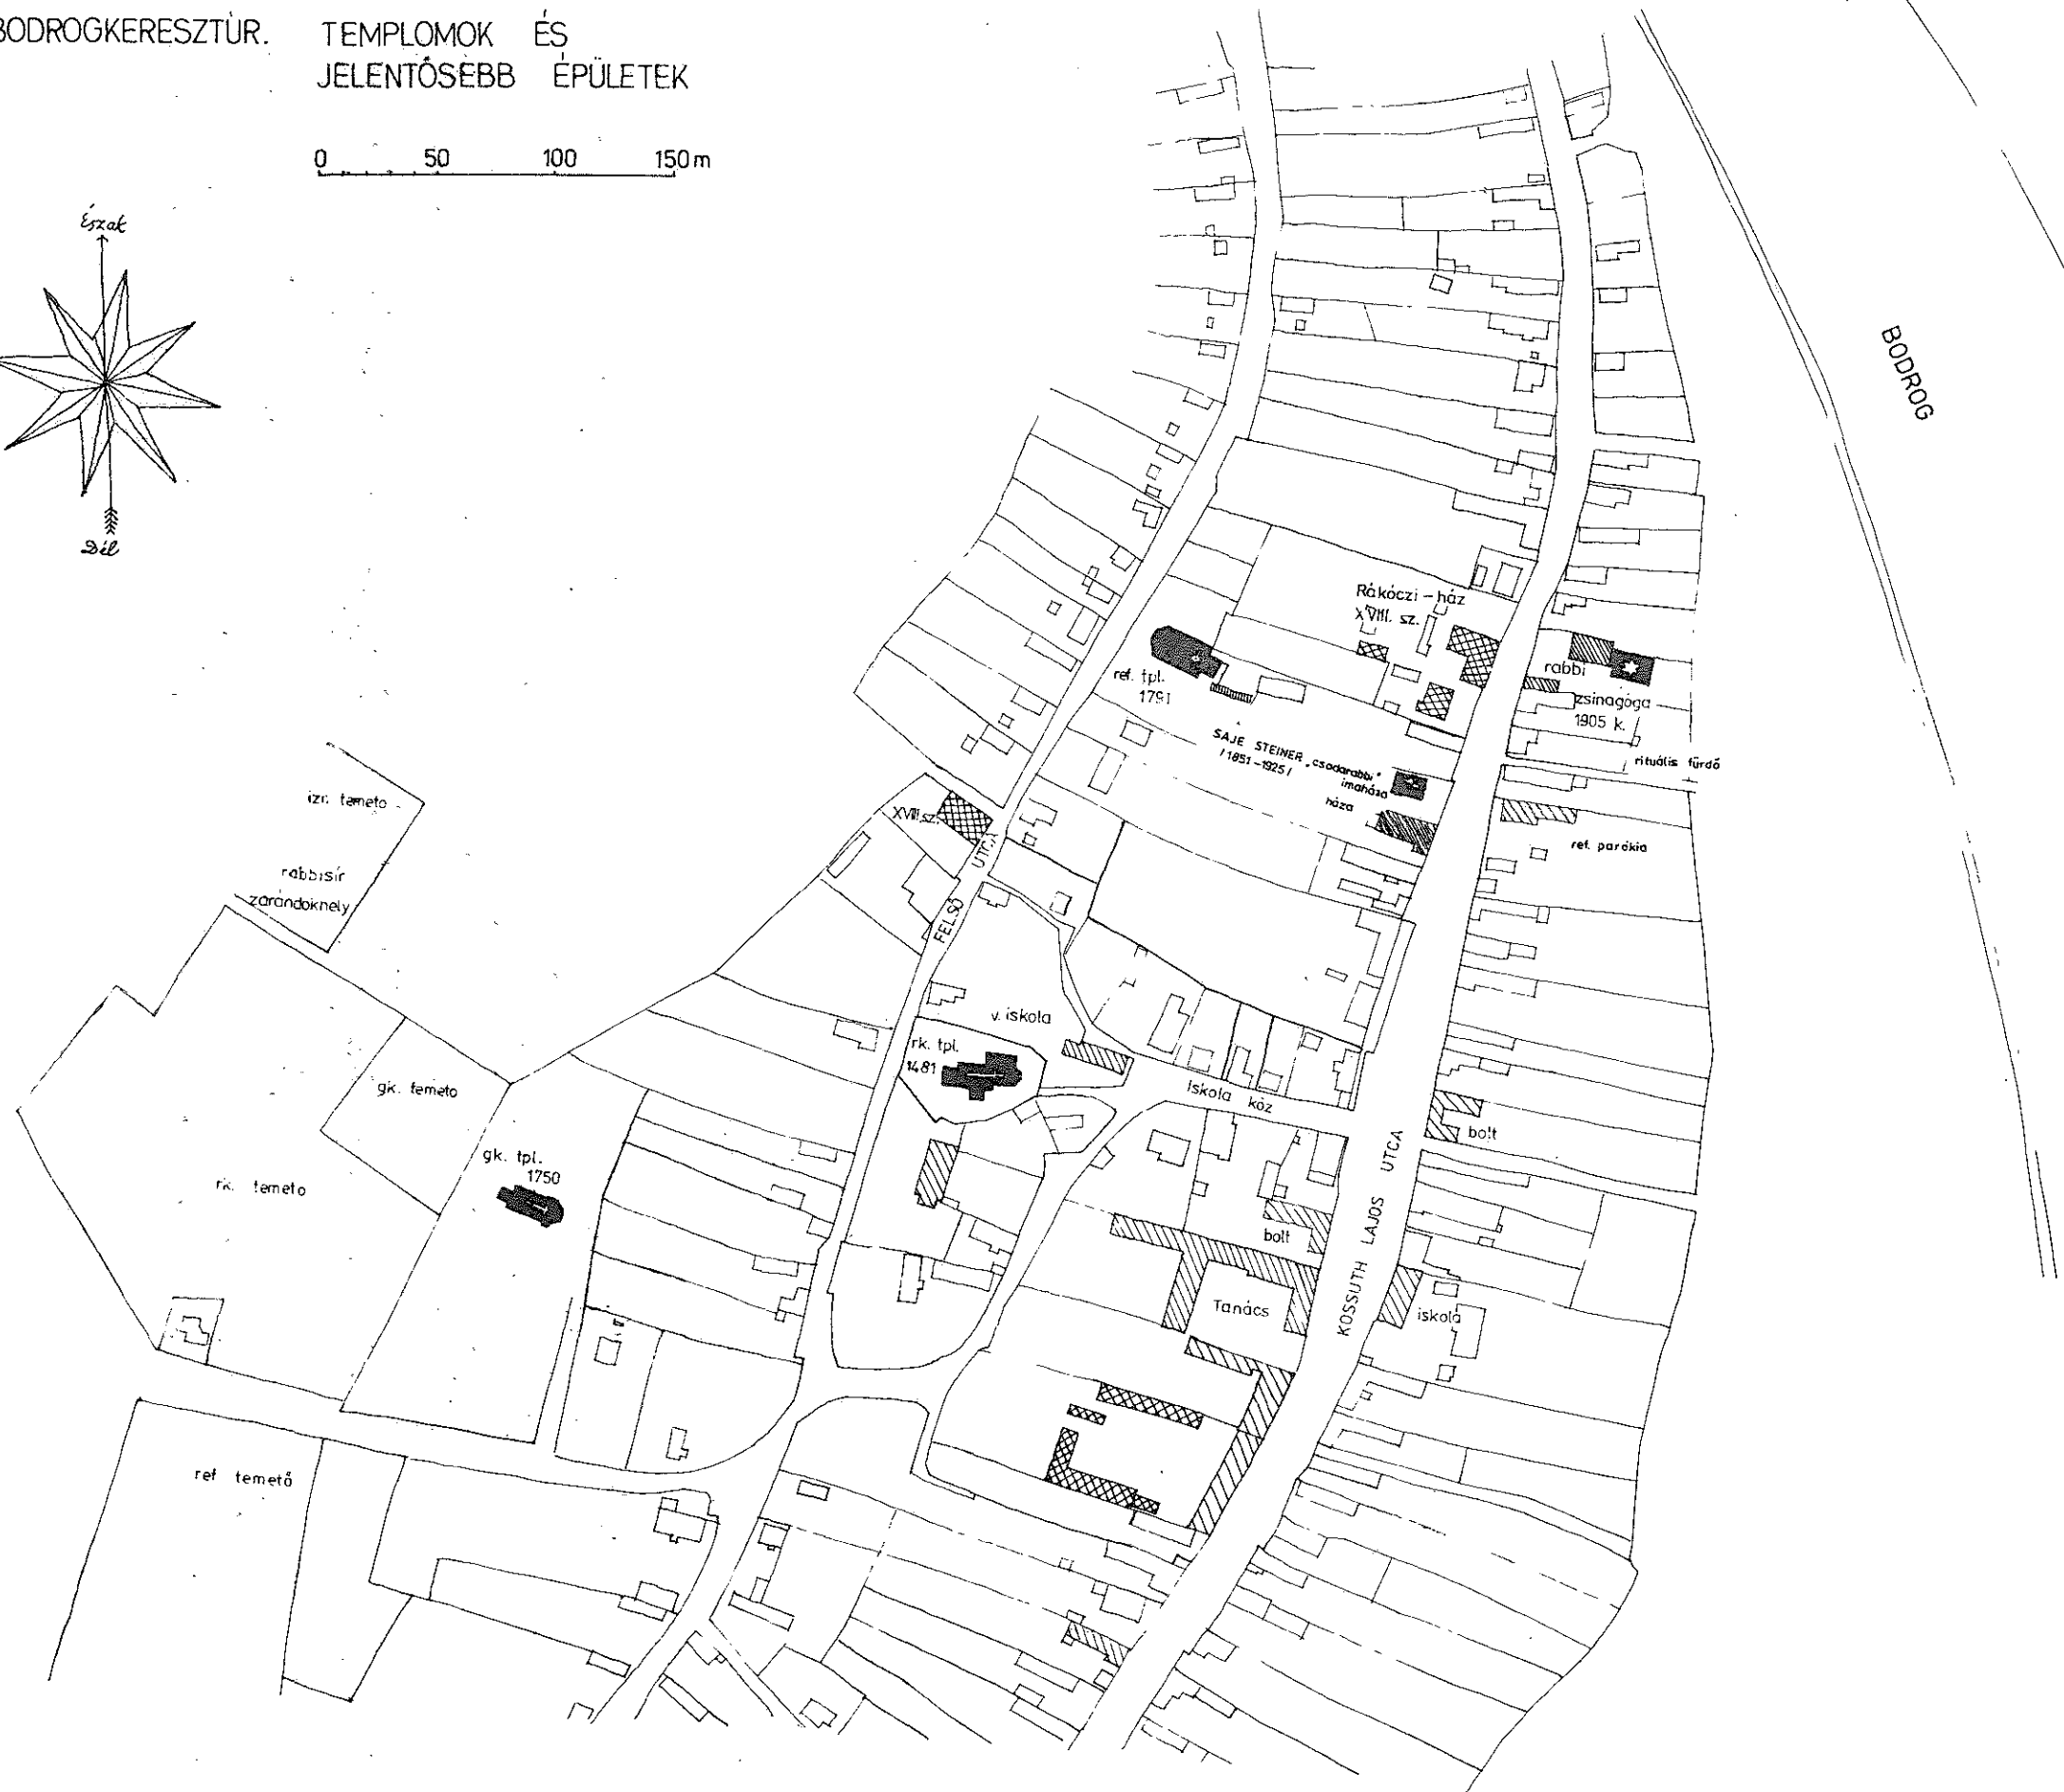 BODROGKERESZTÚR. TEMPLOMOK ÉS
JELENTŐSEBB ÉPÜLETEK
0 50 100 150 m
Észak
Dél
BODROG
Rákóczi - ház
XVIII. sz.
ref. tpl.
1791
rabbi
zsinagóga
1905 k.
rituális fürdő
SAJE STEINER „csodarabbi"
/1851-1925/
imaháza
háza
ref. parókia
izr. temeto
rabbisír
zarándokhely
XVIII. sz.
FELSŐ UTCA
v. iskola
rk. tpl.
1481
Iskola köz
gk. temeto
gk. tpl.
1750
rk. temeto
bolt
bolt
KOSSUTH LAJOS UTCA
Tanács
iskola
ref temető